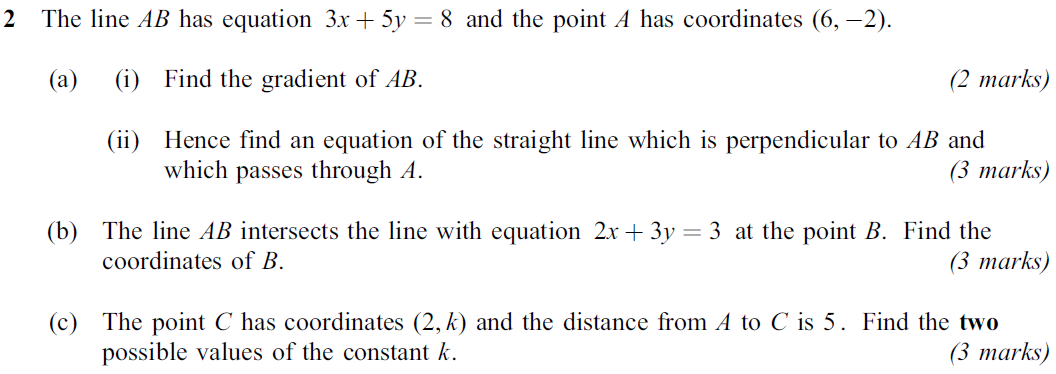 2 The line AB has equation 3x + 5y = 8 and the point A has coordinates (6, −2).
(a) (i) Find the gradient of AB. (2 marks)
(ii) Hence find an equation of the straight line which is perpendicular to AB and
which passes through A. (3 marks)
(b) The line AB intersects the line with equation 2x + 3y = 3 at the point B. Find the
coordinates of B. (3 marks)
(c) The point C has coordinates (2, k) and the distance from A to C is 5. Find the two
possible values of the constant k. (3 marks)